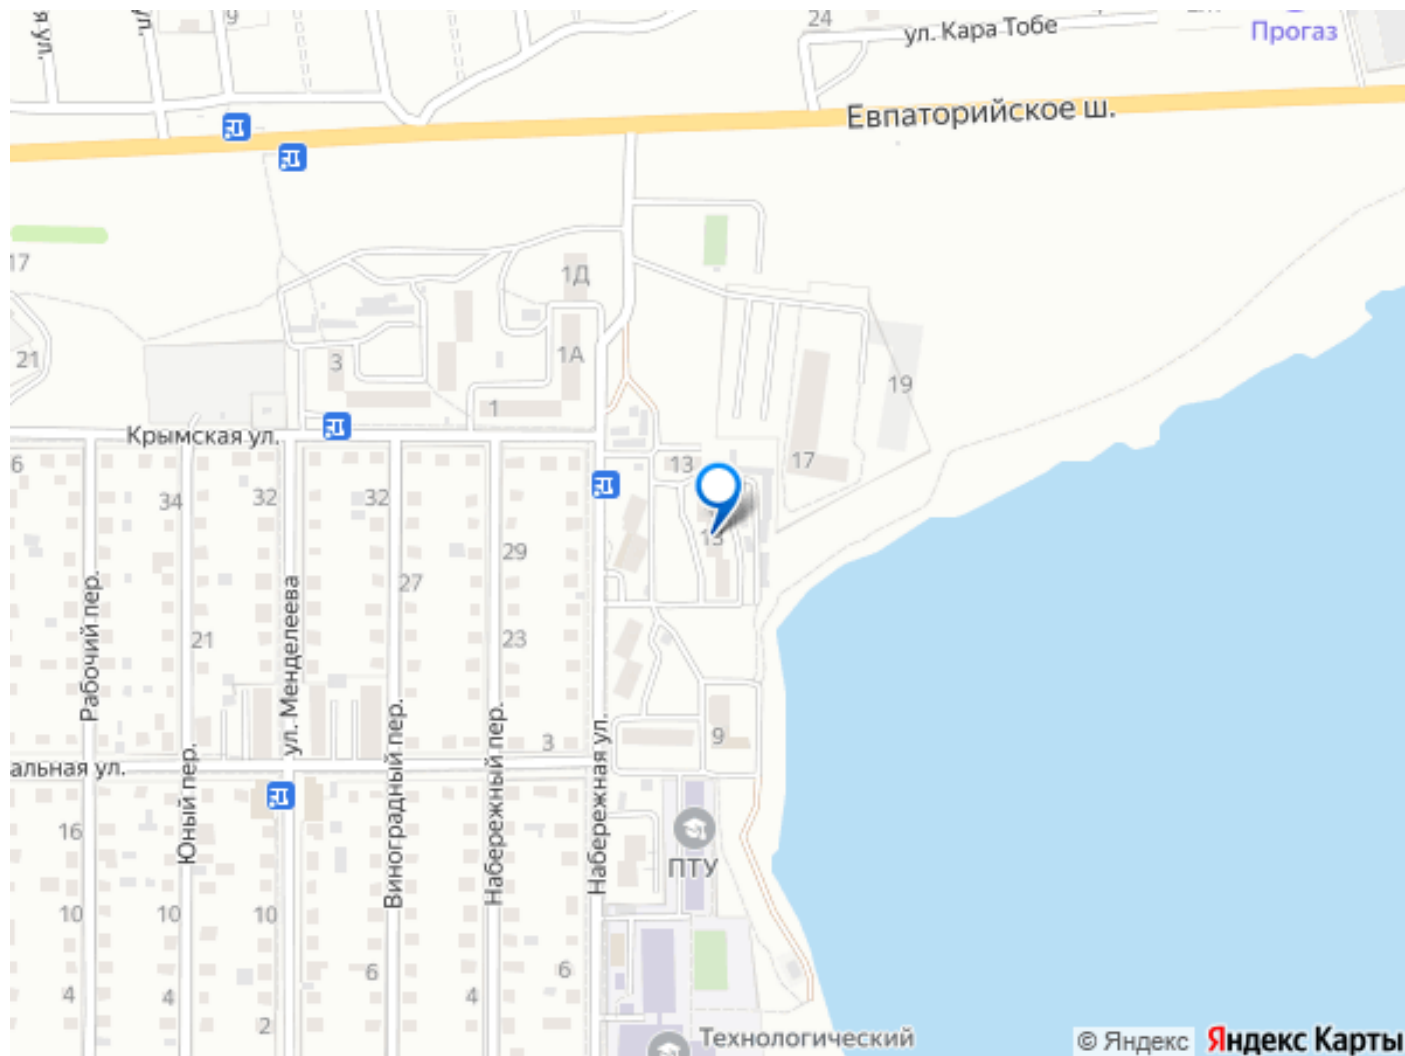 я ул.
ул.
9
24
ул. Кара Тобе
Прогаз
Евпаторийское ш.
17
1Д
21
3
1А
19
1
Крымская ул.
6
34
32
32
13
17
29
13
27
Рабочий пер.
ул. Менделеева
21
23
Юный пер.
Виноградный пер.
Набережный пер.
Набережная ул.
3
9
альная ул.
16
ПТУ
10
10
10
6
6
4
4
4
2
Технологический
© Яндекс
Яндекс Карты